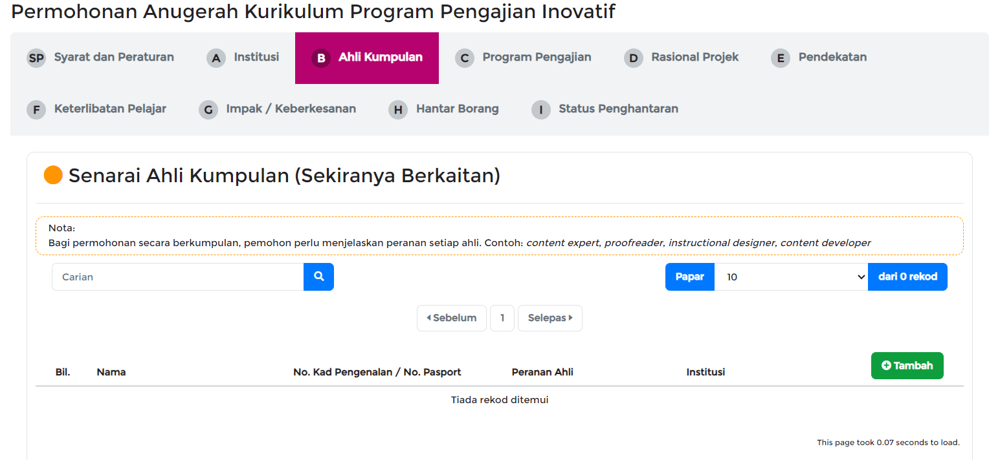 Permohonan Anugerah Kurikulum Program Pengajian Inovatif
SP Syarat dan Peraturan A Institusi B Ahli Kumpulan C Program Pengajian D Rasional Projek E Pendekatan
F Keterlibatan Pelajar G Impak / Keberkesanan H Hantar Borang I Status Penghantaran
Senarai Ahli Kumpulan (Sekiranya Berkaitan)
Nota:
Bagi permohonan secara berkumpulan, pemohon perlu menjelaskan peranan setiap ahli. Contoh: content expert, proofreader, instructional designer, content developer
Carian Papar 10 dari 0 rekod
Sebelum 1 Selepas
Bil. Nama No. Kad Pengenalan / No. Pasport Peranan Ahli Institusi Tambah
Tiada rekod ditemui
This page took 0.07 seconds to load.